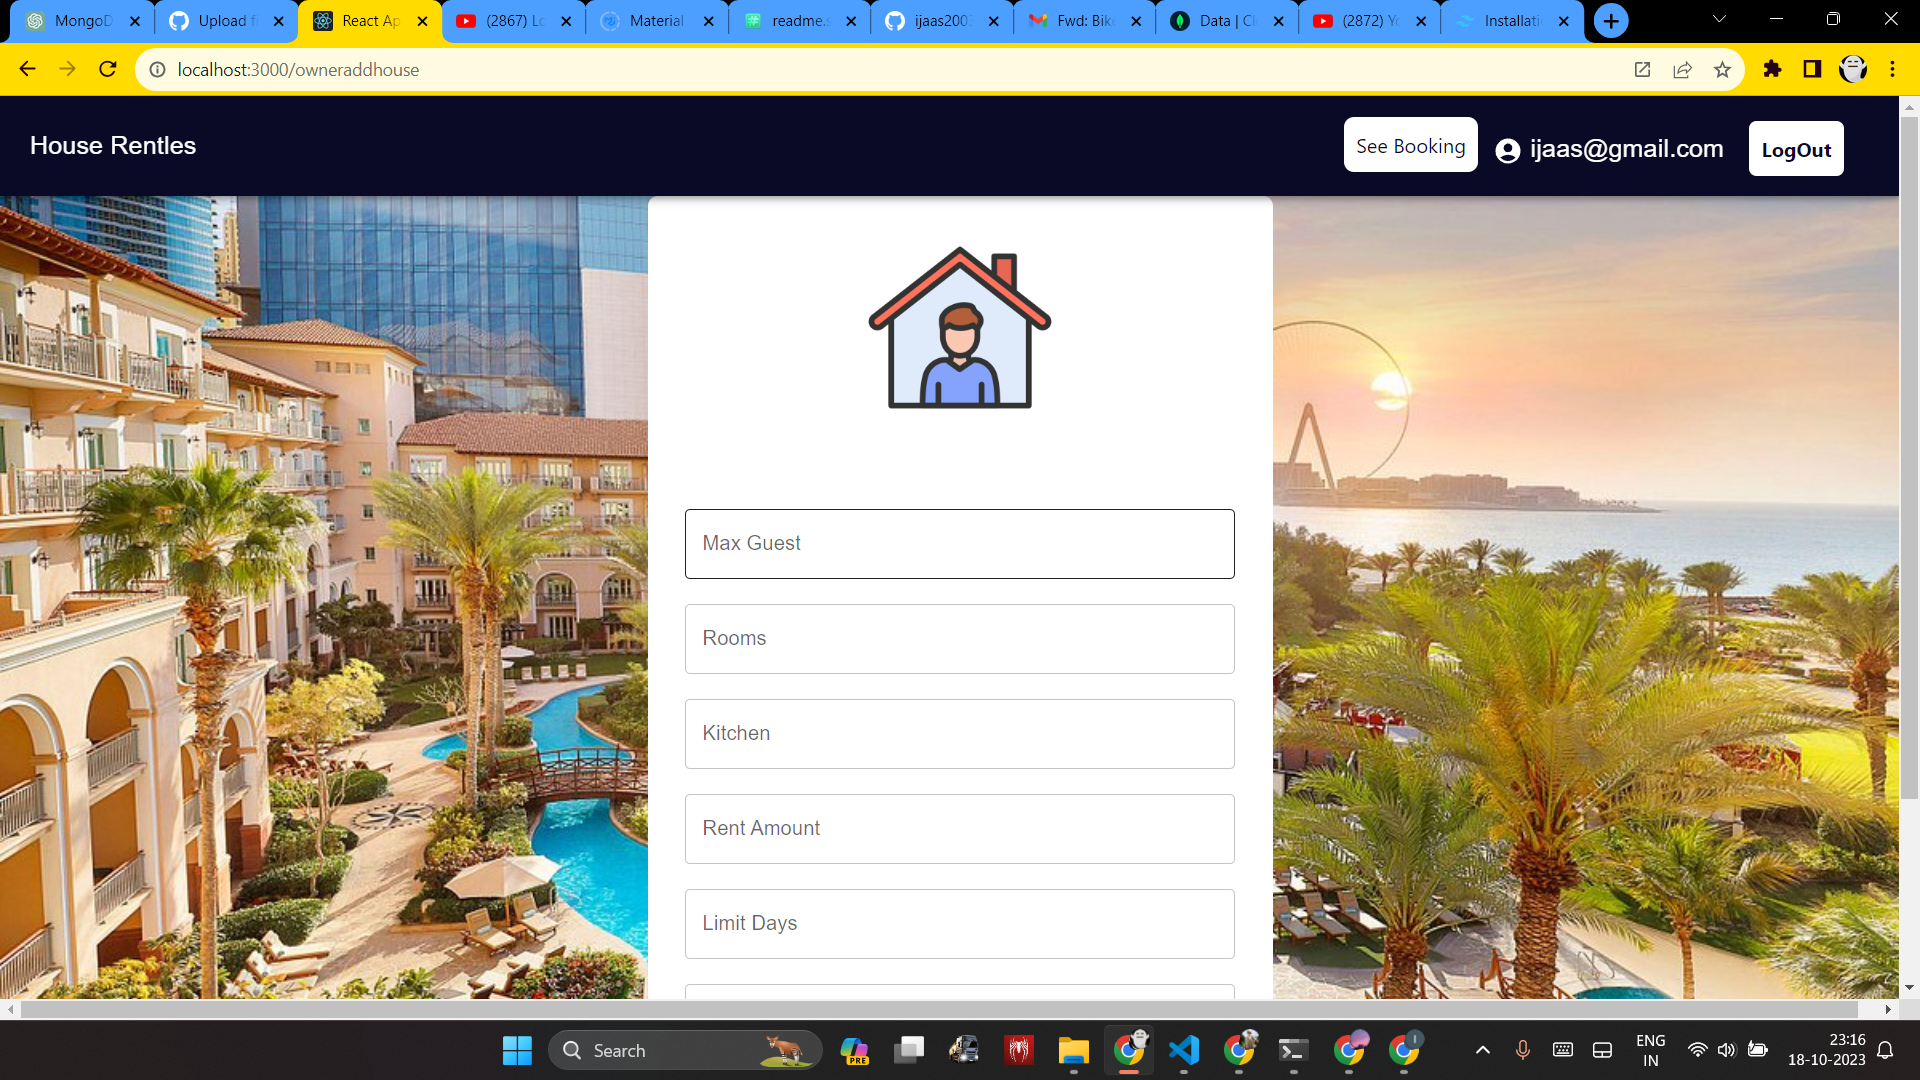 MongoD
Upload f
React Ap
(2867) Lo
Material
readme.s
ijaas2003
Fwd: Bik
Data | Cl
(2872) Yo
Installati
localhost:3000/owneraddhouse
House Rentles
See Booking
ijaas@gmail.com
LogOut
Max Guest
Rooms
Kitchen
Rent Amount
Limit Days
Search
PRE
ENG
IN
23:16
18-10-2023